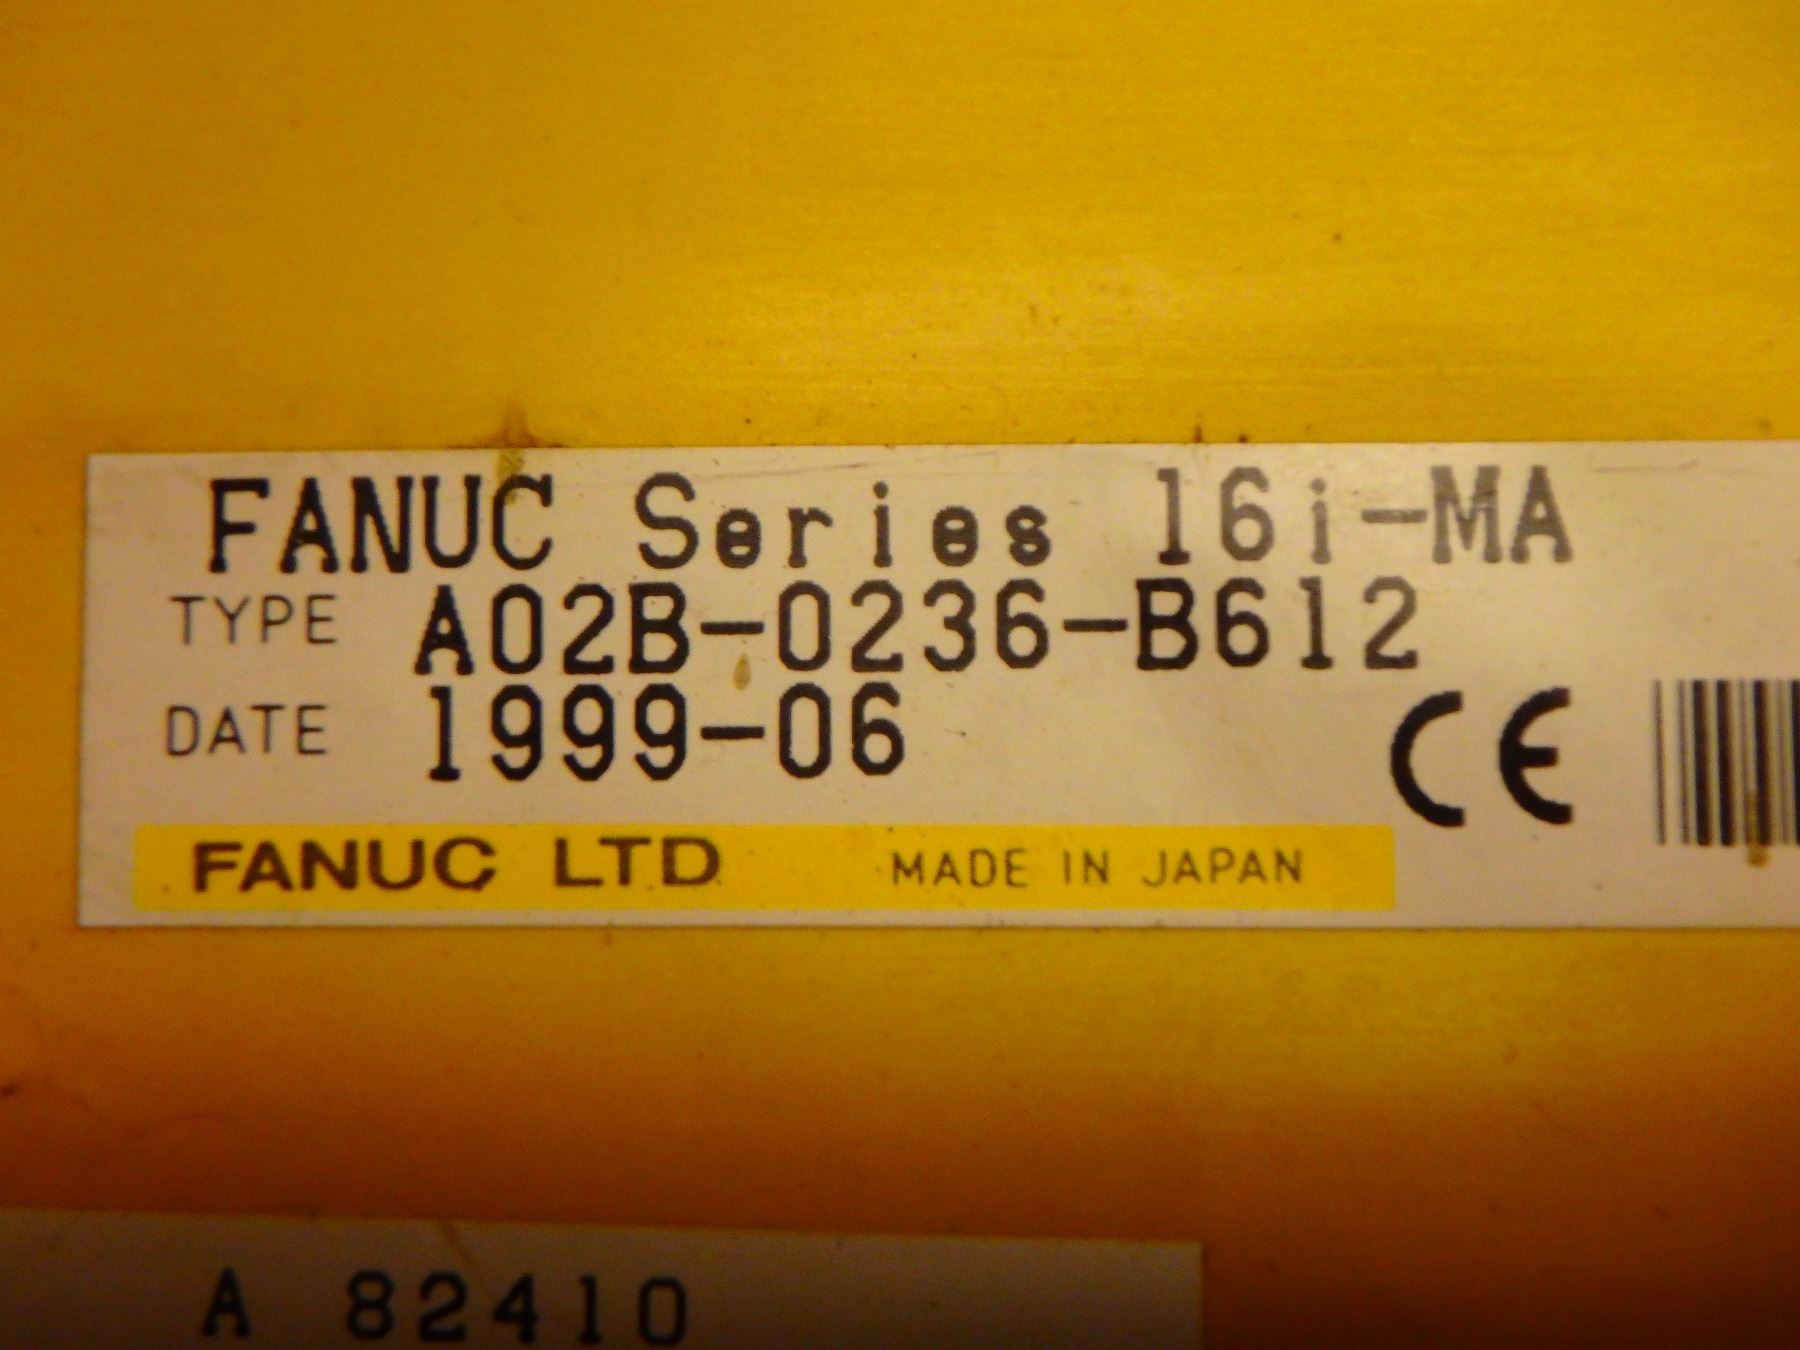 FANUC Series 16i-MA
TYPE A02B-0236-B612
DATE 1999-06
CE
FANUC LTD MADE IN JAPAN
A 82410